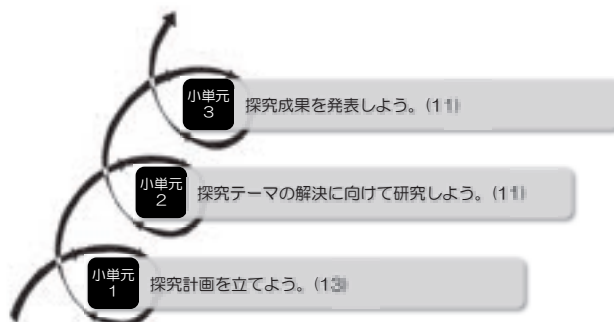 小単元
3
探究成果を発表しよう。(11)
小単元
2
探究テーマの解決に向けて研究しよう。(11)
小単元
1
探究計画を立てよう。(13)